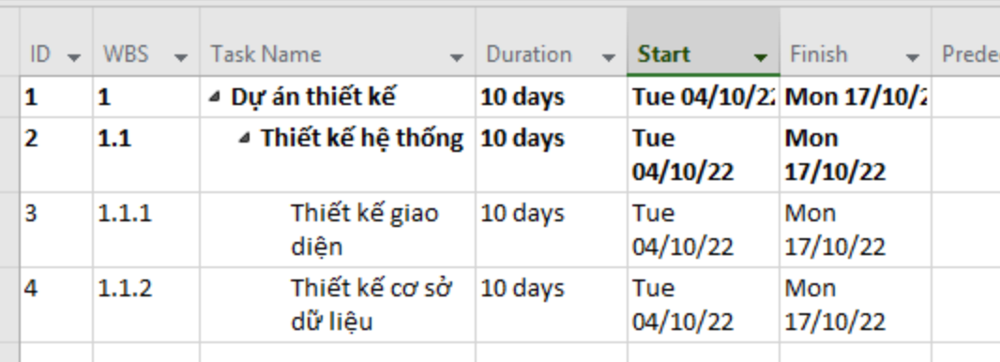 ID WBS Task Name Duration Start Finish
1 1 Dự án thiết kế 10 days Tue 04/10/22 Mon 17/10/2
2 1.1 Thiết kế hệ thống 10 days Tue Mon
04/10/22 17/10/22
3 1.1.1 Thiết kế giao 10 days Tue Mon
diện 04/10/22 17/10/22
4 1.1.2 Thiết kế cơ sở 10 days Tue Mon
dữ liệu 04/10/22 17/10/22